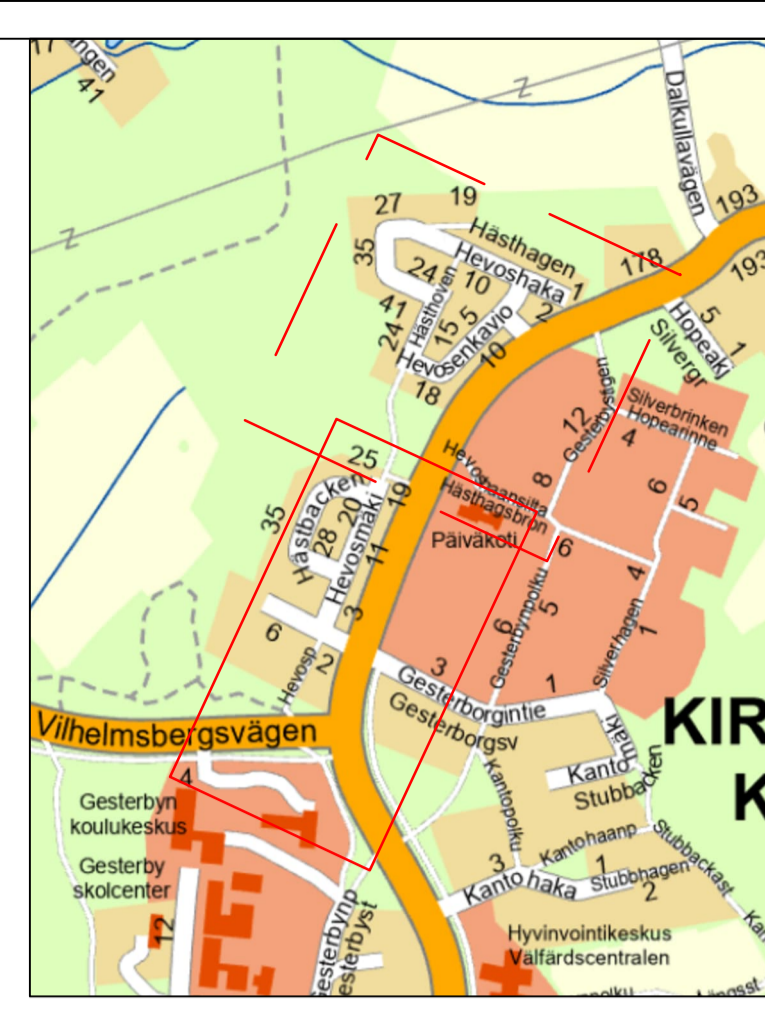 ngen
41
Z
Z
Dalkullavägen
193
193
178
27
19
35
Hästhagen
Hevoshaka
1
24
10
Hästhoven
41
24
15
5
2
Hevosenkavio
10
18
5
Hopeakj
Silvergr
1
Gesterbystigen
12
8
Silverbrinken
Hopearinne
4
6
5
Hästhagsbron
Päiväkoti
6
4
25
Hästbacken
20
19
35
28
Hevosmäki
11
3
6
2
Hevosp
Gesterbynpolku
6
5
Silverhagen
1
3
1
Gesterborgintie
Gesterborgsv
Vilhelmsbergsvägen
KIR
K
4
Gesterbyn
koulukeskus
Gesterby
skolcenter
12
Kanto
mäki
Stubbacken
Kantopolku
Kantohaanp
Stubbackast
3
1
Kanto haka
Stubbhagen
2
Hyvinvointikeskus
Välfärdscentralen
Gesterbynp
esterbyst
npolku